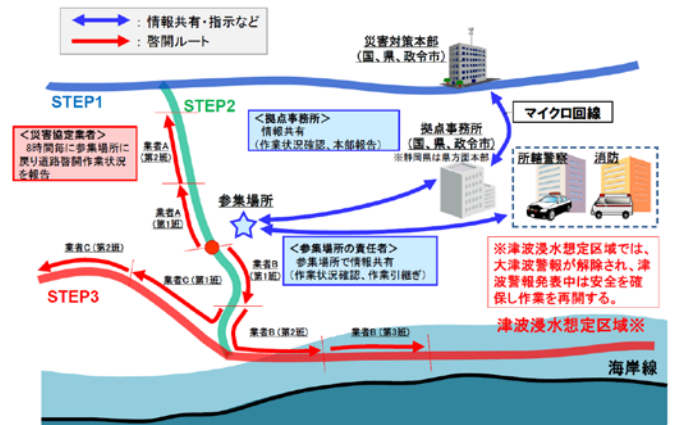 ：情報共有・指示など
：啓開ルート
災害対策本部
(国、県、政令市)
STEP1
STEP2
マイクロ回線
＜災害協定業者＞
8時間毎に参集場所に
戻り道路啓開作業状況
を報告
業者A
(第2班)
＜拠点事務所＞
情報共有
(作業状況確認、本部報告)
拠点事務所
(国、県、政令市)
※静岡県は県方面本部
所轄警察
消防
参集場所
業者A
(第1班)
＜参集場所の責任者＞
参集場所で情報共有
(作業状況確認、作業引継ぎ)
業者B
(第1班)
業者C(第2班)
業者C(第1班)
STEP3
※津波浸水想定区域では、
大津波警報が解除され、津
波警報発表中は安全を確
保し作業を再開する。
津波浸水想定区域※
業者B(第2班)
業者B(第3班)
海岸線